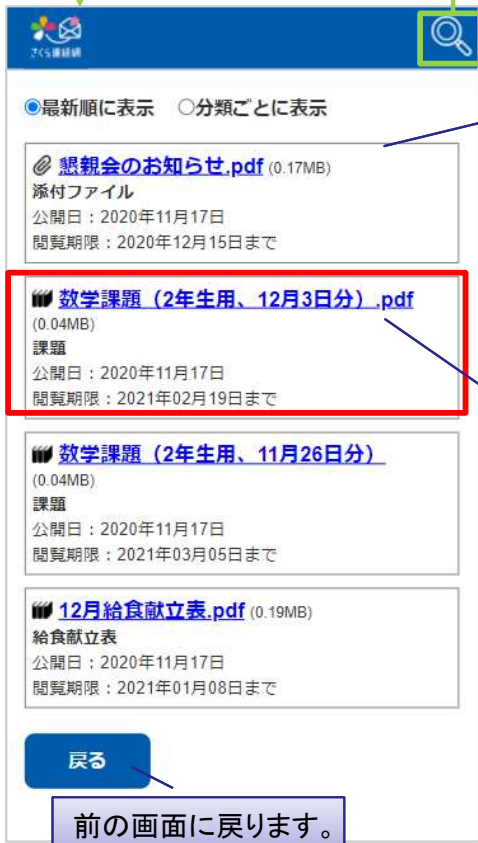 さくら連絡網
最新順に表示 分類ごとに表示
懇親会のお知らせ.pdf (0.17MB)
添付ファイル
公開日：2020年11月17日
閲覧期限：2020年12月15日まで
数学課題（2年生用、12月3日分）.pdf
(0.04MB)
課題
公開日：2020年11月17日
閲覧期限：2021年02月19日まで
数学課題（2年生用、11月26日分）
(0.04MB)
課題
公開日：2020年11月17日
閲覧期限：2021年03月05日まで
12月給食献立表.pdf (0.19MB)
給食献立表
公開日：2020年11月17日
閲覧期限：2021年01月08日まで
戻る
前の画面に戻ります。